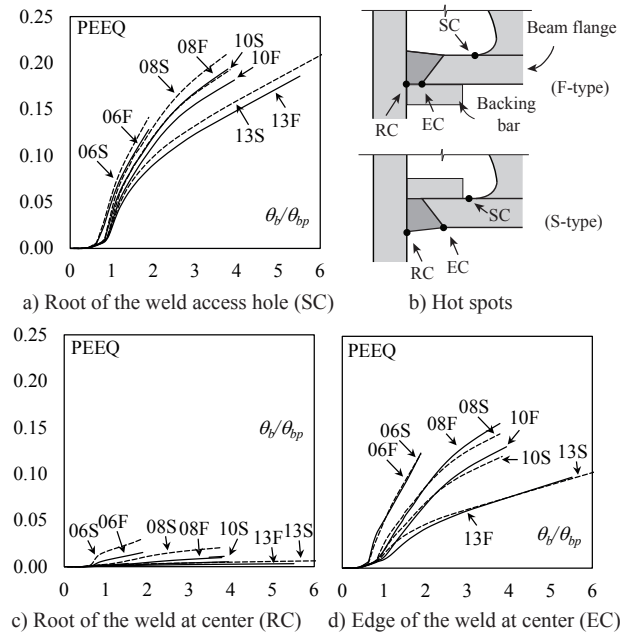 PEEQ
0.25
0.20
0.15
0.10
0.05
0.00
08F
10S
10F
08S
06F
06S
13S
13F
θb/θbp
0 1 2 3 4 5 6
a) Root of the weld access hole (SC)
SC
Beam flange
(F-type)
RC
EC
Backing
bar
SC
(S-type)
RC
EC
b) Hot spots
PEEQ
0.25
0.20
0.15
0.10
0.05
0.00
θb/θbp
06S
06F
08S
08F
10S
13F
13S
0 1 2 3 4 5 6
c) Root of the weld at center (RC)
PEEQ
08S
08F
10F
06S
06F
10S
13S
13F
θb/θbp
0 1 2 3 4 5 6
d) Edge of the weld at center (EC)